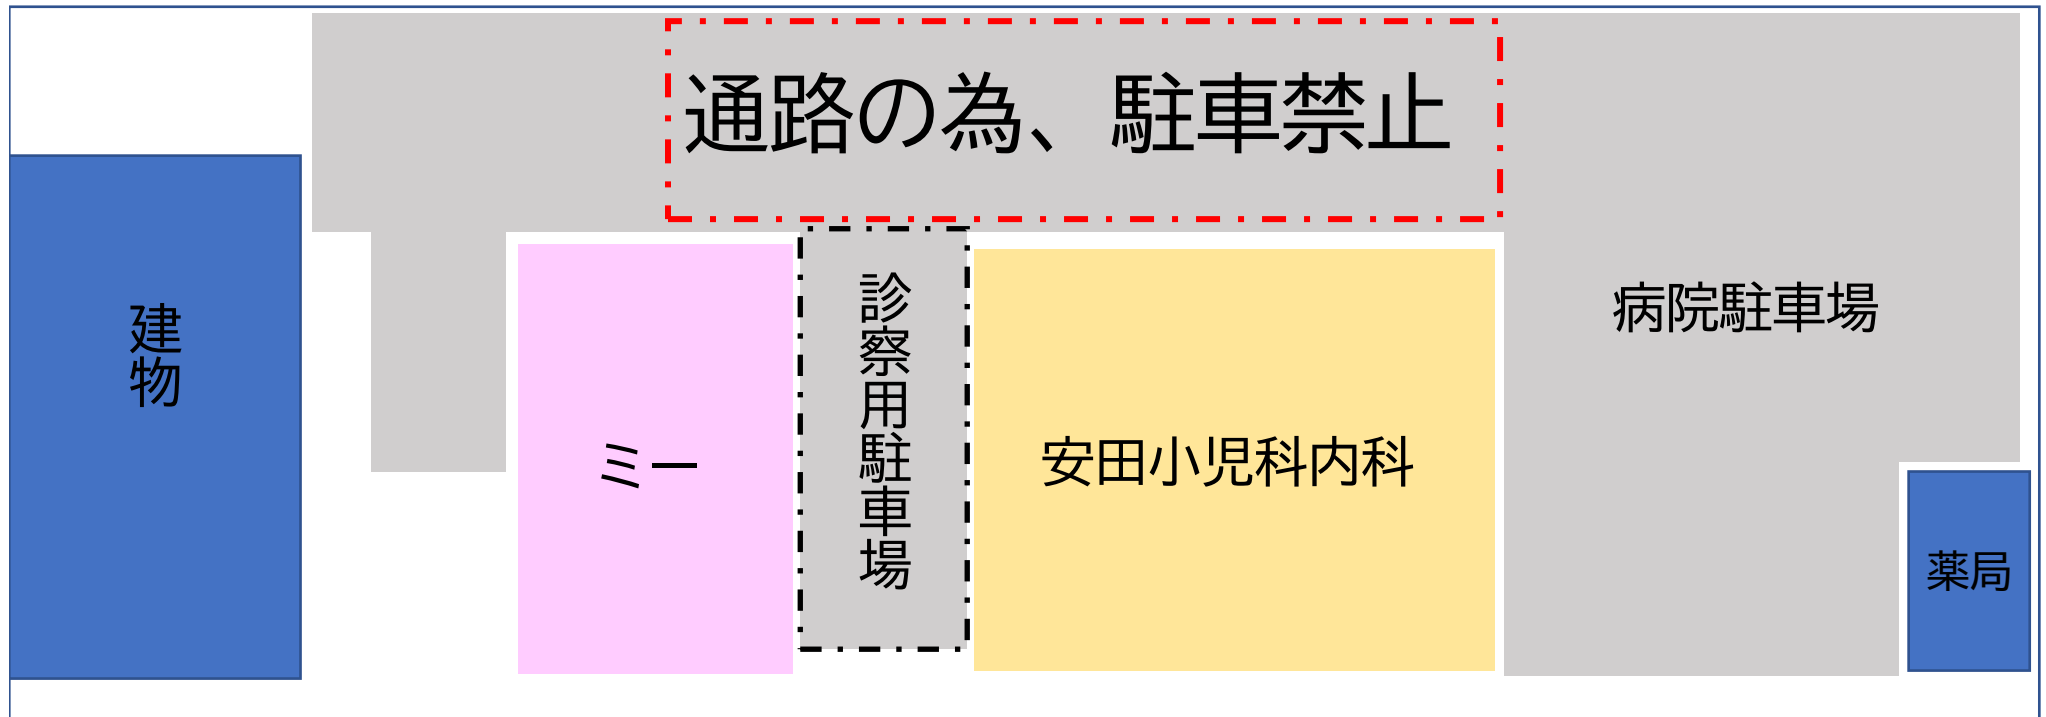 通路の為、駐車禁止
建物
ミー
診察用駐車場
安田小児科内科
病院駐車場
薬局